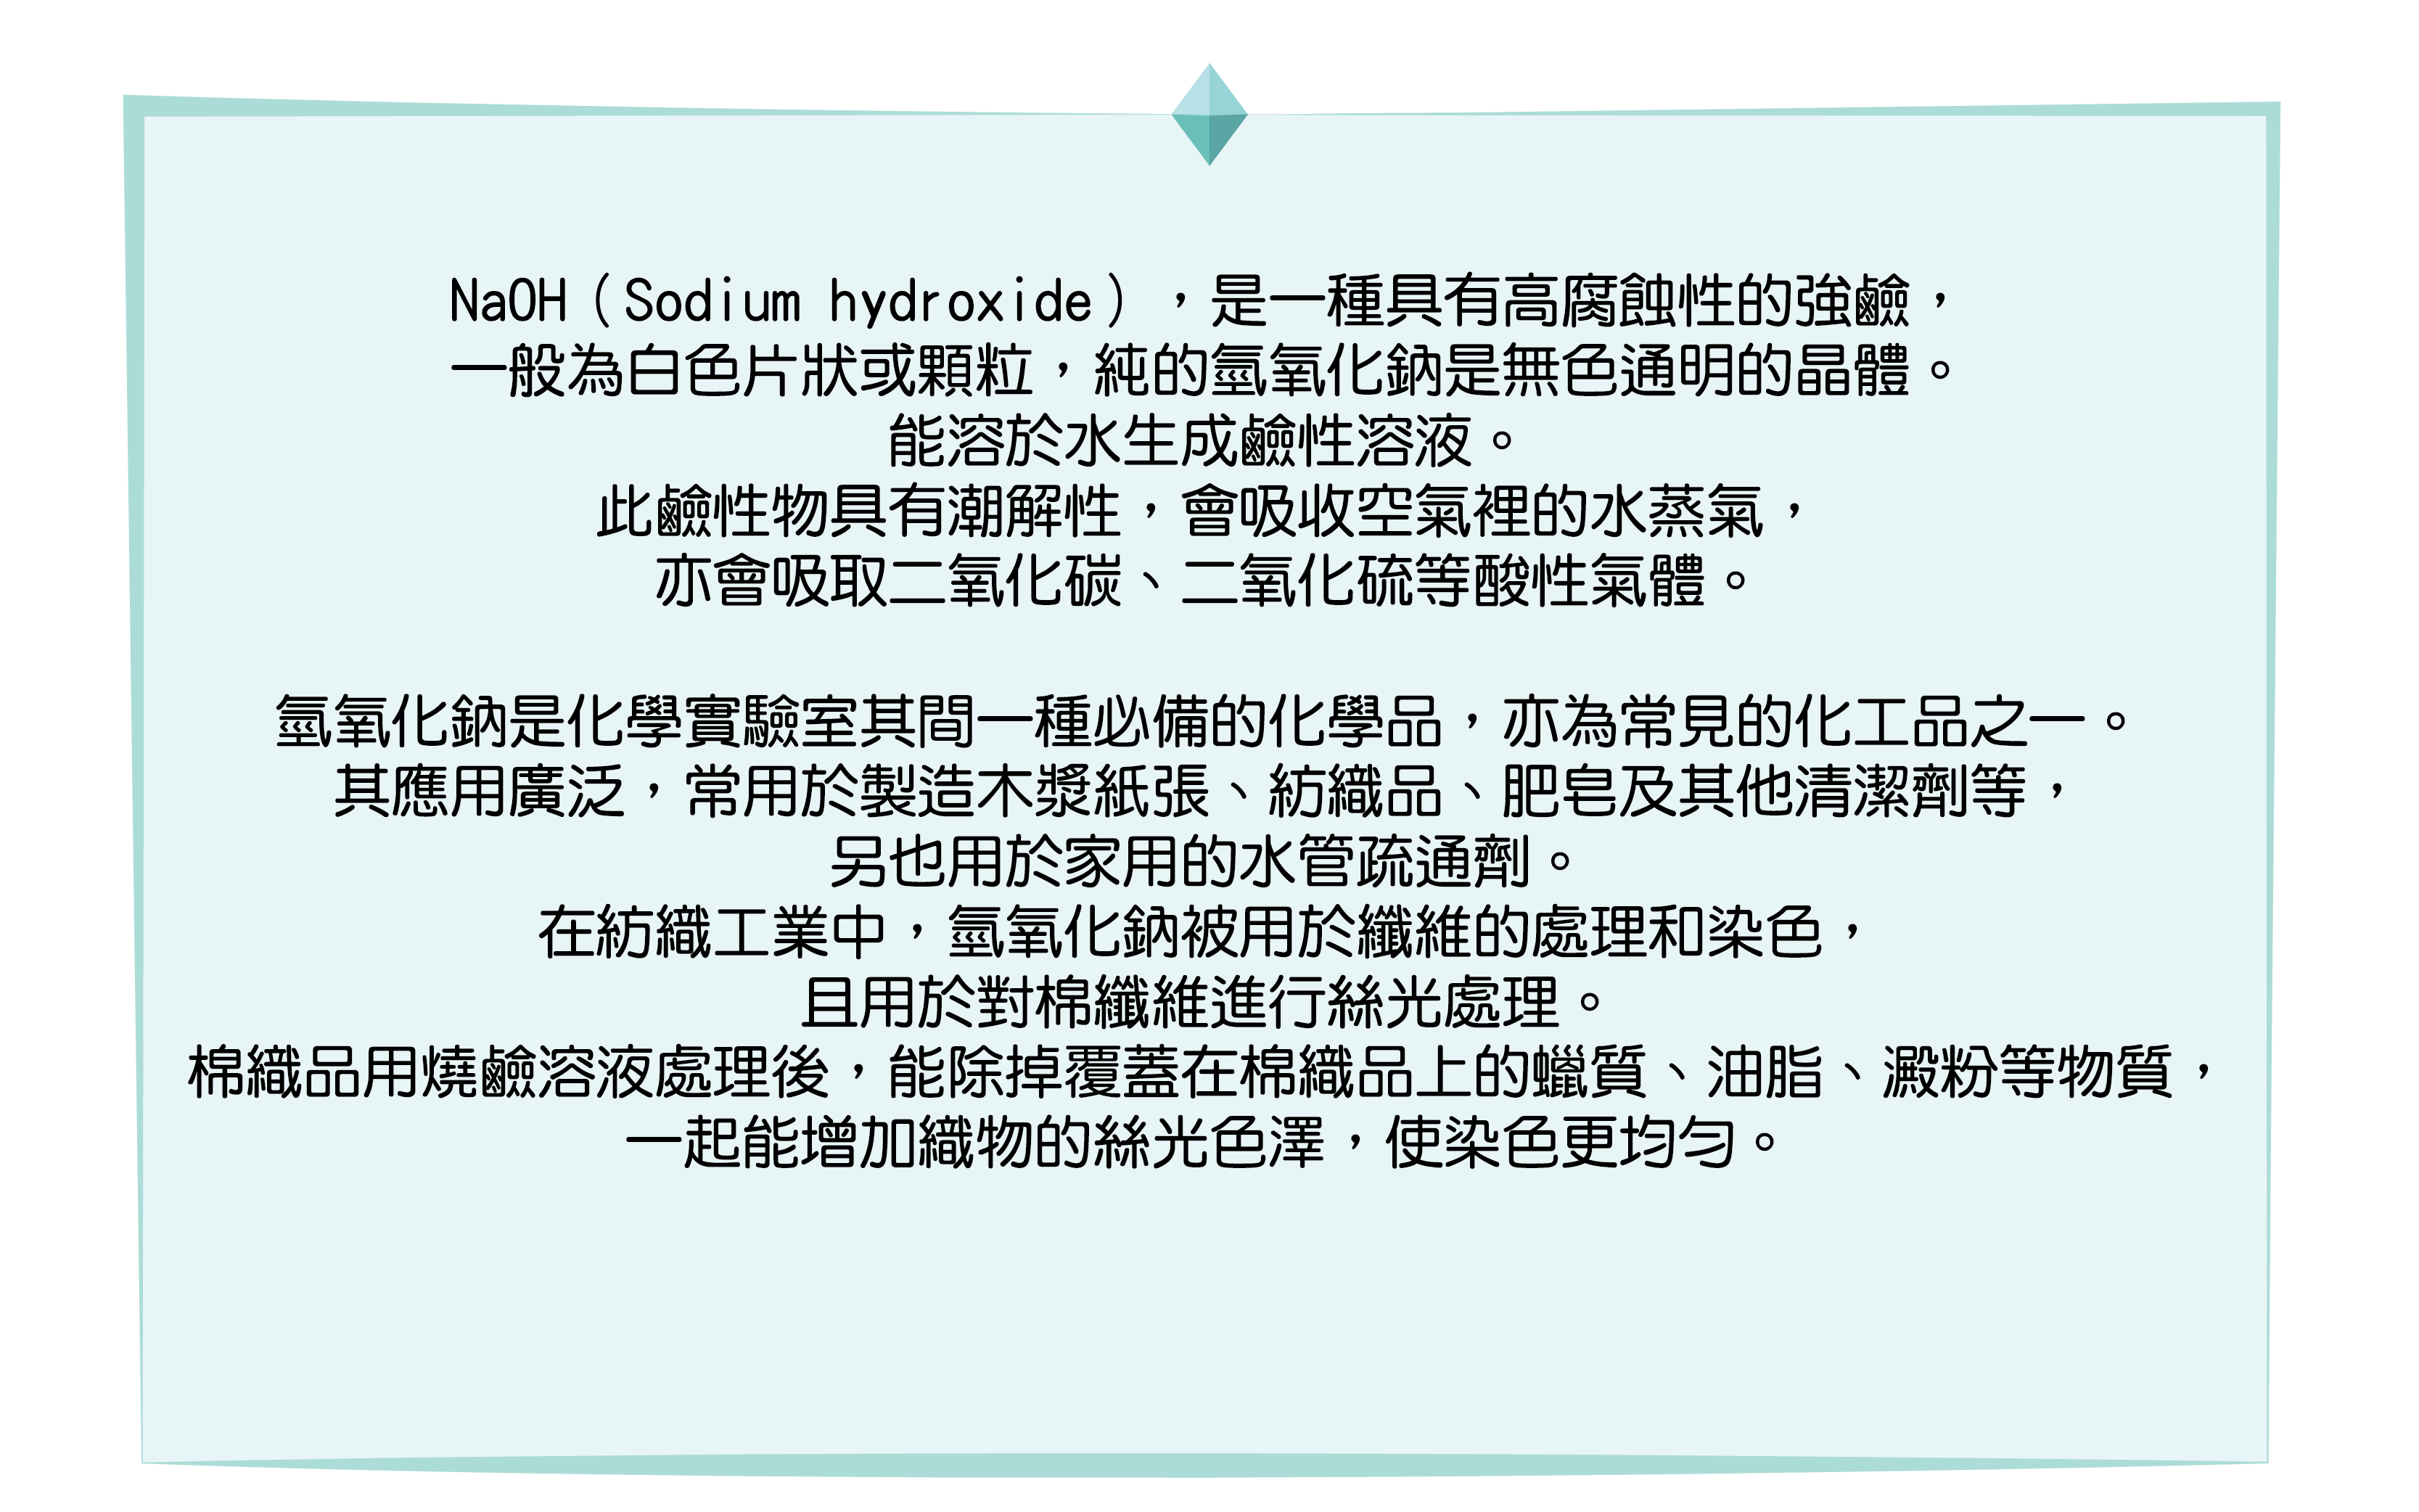 NaOH（Sodium hydroxide），是一種具有高腐蝕性的強鹼，
一般為白色片狀或顆粒，純的氫氧化鈉是無色通明的晶體。
能溶於水生成鹼性溶液。
此鹼性物具有潮解性，會吸收空氣裡的水蒸氣，
亦會吸取二氧化碳、二氧化硫等酸性氣體。
氫氧化鈉是化學實驗室其間一種必備的化學品，亦為常見的化工品之一。
其應用廣泛，常用於製造木漿紙張、紡織品、肥皂及其他清潔劑等，
另也用於家用的水管疏通劑。
在紡織工業中，氫氧化鈉被用於纖維的處理和染色，
且用於對棉纖維進行絲光處理。
棉織品用燒鹼溶液處理後，能除掉覆蓋在棉織品上的蠟質、油脂、澱粉等物質，
一起能增加織物的絲光色澤，使染色更均勻。